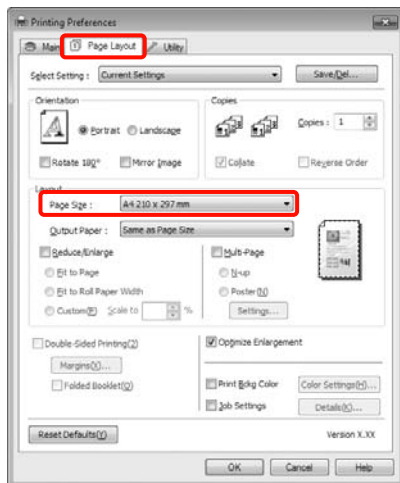 Printing Preferences
Main Page Layout Utility
Select Setting : Current Settings Save/Del...
Orientation Copies
Portrait Landscape Copies : 1
Rotate 180° Mirror Image Collate Reverse Order
Layout
Page Size : A4 210 x 297 mm
Output Paper : Same as Page Size
Reduce/Enlarge Multi-Page
Fit to Page N-up
Fit to Roll Paper Width Poster(N)
Custom(F) Scale to % Settings...
Double-Sided Printing(2) Optimize Enlargement
Margins(X)...
Folded Booklet(Q) Print Bckg Color Color Settings(H)...
Job Settings Details(K)...
Reset Defaults(Y) Version X.XX
OK Cancel Help